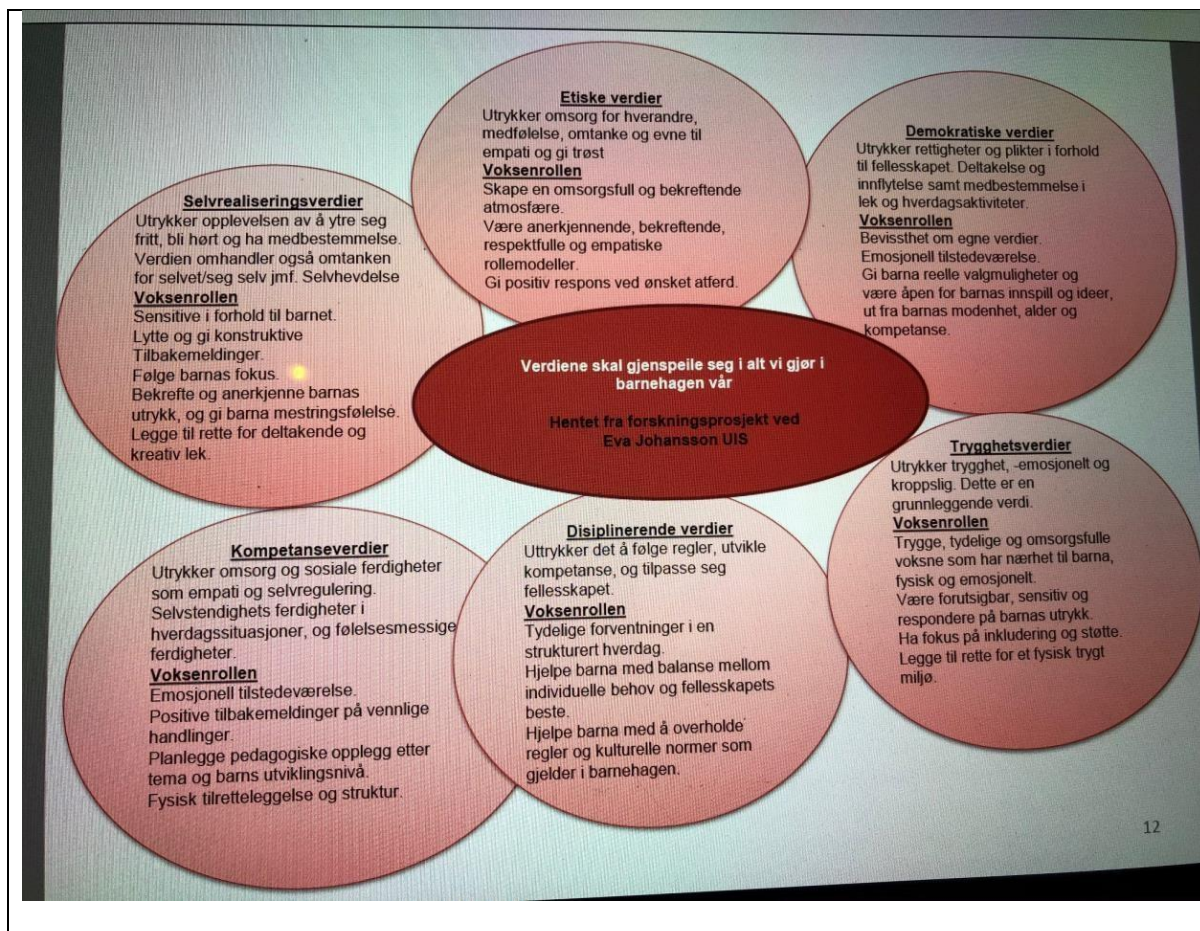 Etiske verdier
Utrykker omsorg for hverandre,
medfølelse, omtanke og evne til
empati og gi trøst
Voksenrollen
Skape en omsorgsfull og bekreftende
atmosfære.
Være anerkjennende, bekreftende,
respektfulle og empatiske
rollemodeller.
Gi positiv respons ved ønsket atferd.
Demokratiske verdier
Utrykker rettigheter og plikter i forhold
til fellesskapet. Deltakelse og
innflytelse samt medbestemmelse i
lek og hverdagsaktiviteter.
Voksenrollen
Bevissthet om egne verdier.
Emosjonell tilstedeværelse.
Gi barna reelle valgmuligheter og
være åpen for barnas innspill og ideer,
ut fra barnas modenhet, alder og
kompetanse.
Selvrealiseringsverdier
Utrykker opplevelsen av å ytre seg
fritt, bli hørt og ha medbestemmelse.
Verdien omhandler også omtanken
for selvet/seg selv jmf. Selvhevdelse
Voksenrollen
Sensitive i forhold til barnet.
Lytte og gi konstruktive
Tilbakemeldinger.
Følge barnas fokus.
Bekrefte og anerkjenne barnas
utrykk, og gi barna mestringsfølelse.
Legge til rette for deltakende og
kreativ lek.
Verdiene skal gjenspeile seg i alt vi gjør i
barnehagen vår
Hentet fra forskningsprosjekt ved
Eva Johansson UIS
Trygghetsverdier
Utrykker trygghet, -emosjonelt og
kroppslig. Dette er en
grunnleggende verdi.
Voksenrollen
Trygge, tydelige og omsorgsfulle
voksne som har nærhet til barna,
fysisk og emosjonelt.
Være forutsigbar, sensitiv og
respondere på barnas utrykk.
Ha fokus på inkludering og støtte.
Legge til rette for et fysisk trygt
miljø.
Kompetanseverdier
Utrykker omsorg og sosiale ferdigheter
som empati og selvregulering.
Selvstendighets ferdigheter i
hverdagssituasjoner, og følelsesmessige
ferdigheter.
Voksenrollen
Emosjonell tilstedeværelse.
Positive tilbakemeldinger på vennlige
handlinger.
Planlegge pedagogiske opplegg etter
tema og barns utviklingsnivå.
Fysisk tilretteleggelse og struktur.
Disiplinerende verdier
Uttrykker det å følge regler, utvikle
kompetanse, og tilpasse seg
fellesskapet.
Voksenrollen
Tydelige forventninger i en
strukturert hverdag.
Hjelpe barna med balanse mellom
individuelle behov og fellesskapets
beste.
Hjelpe barna med å overholde
regler og kulturelle normer som
gjelder i barnehagen.
12